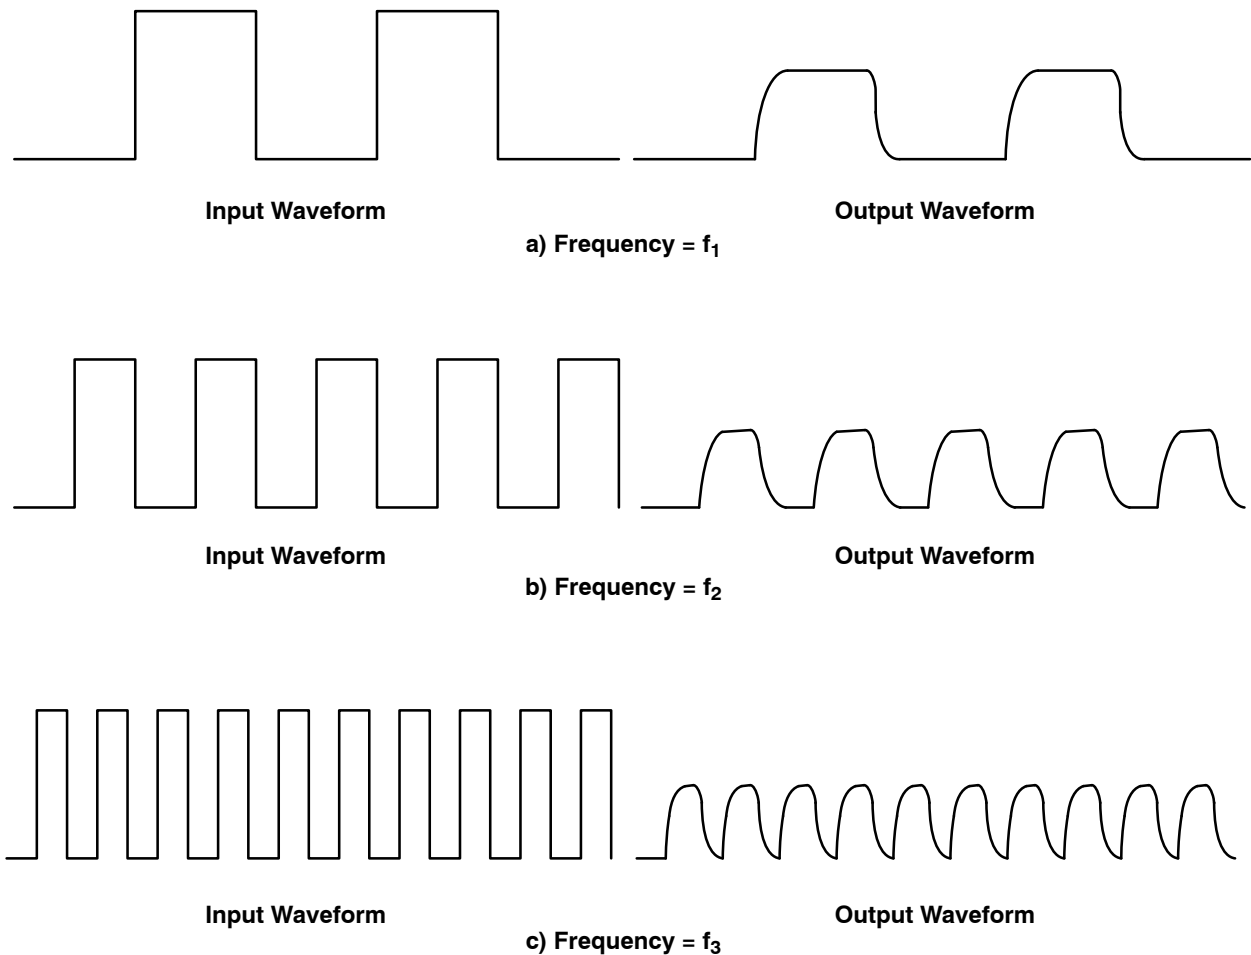 Input Waveform Output Waveform
a) Frequency = f₁
Input Waveform Output Waveform
b) Frequency = f₂
Input Waveform Output Waveform
c) Frequency = f₃